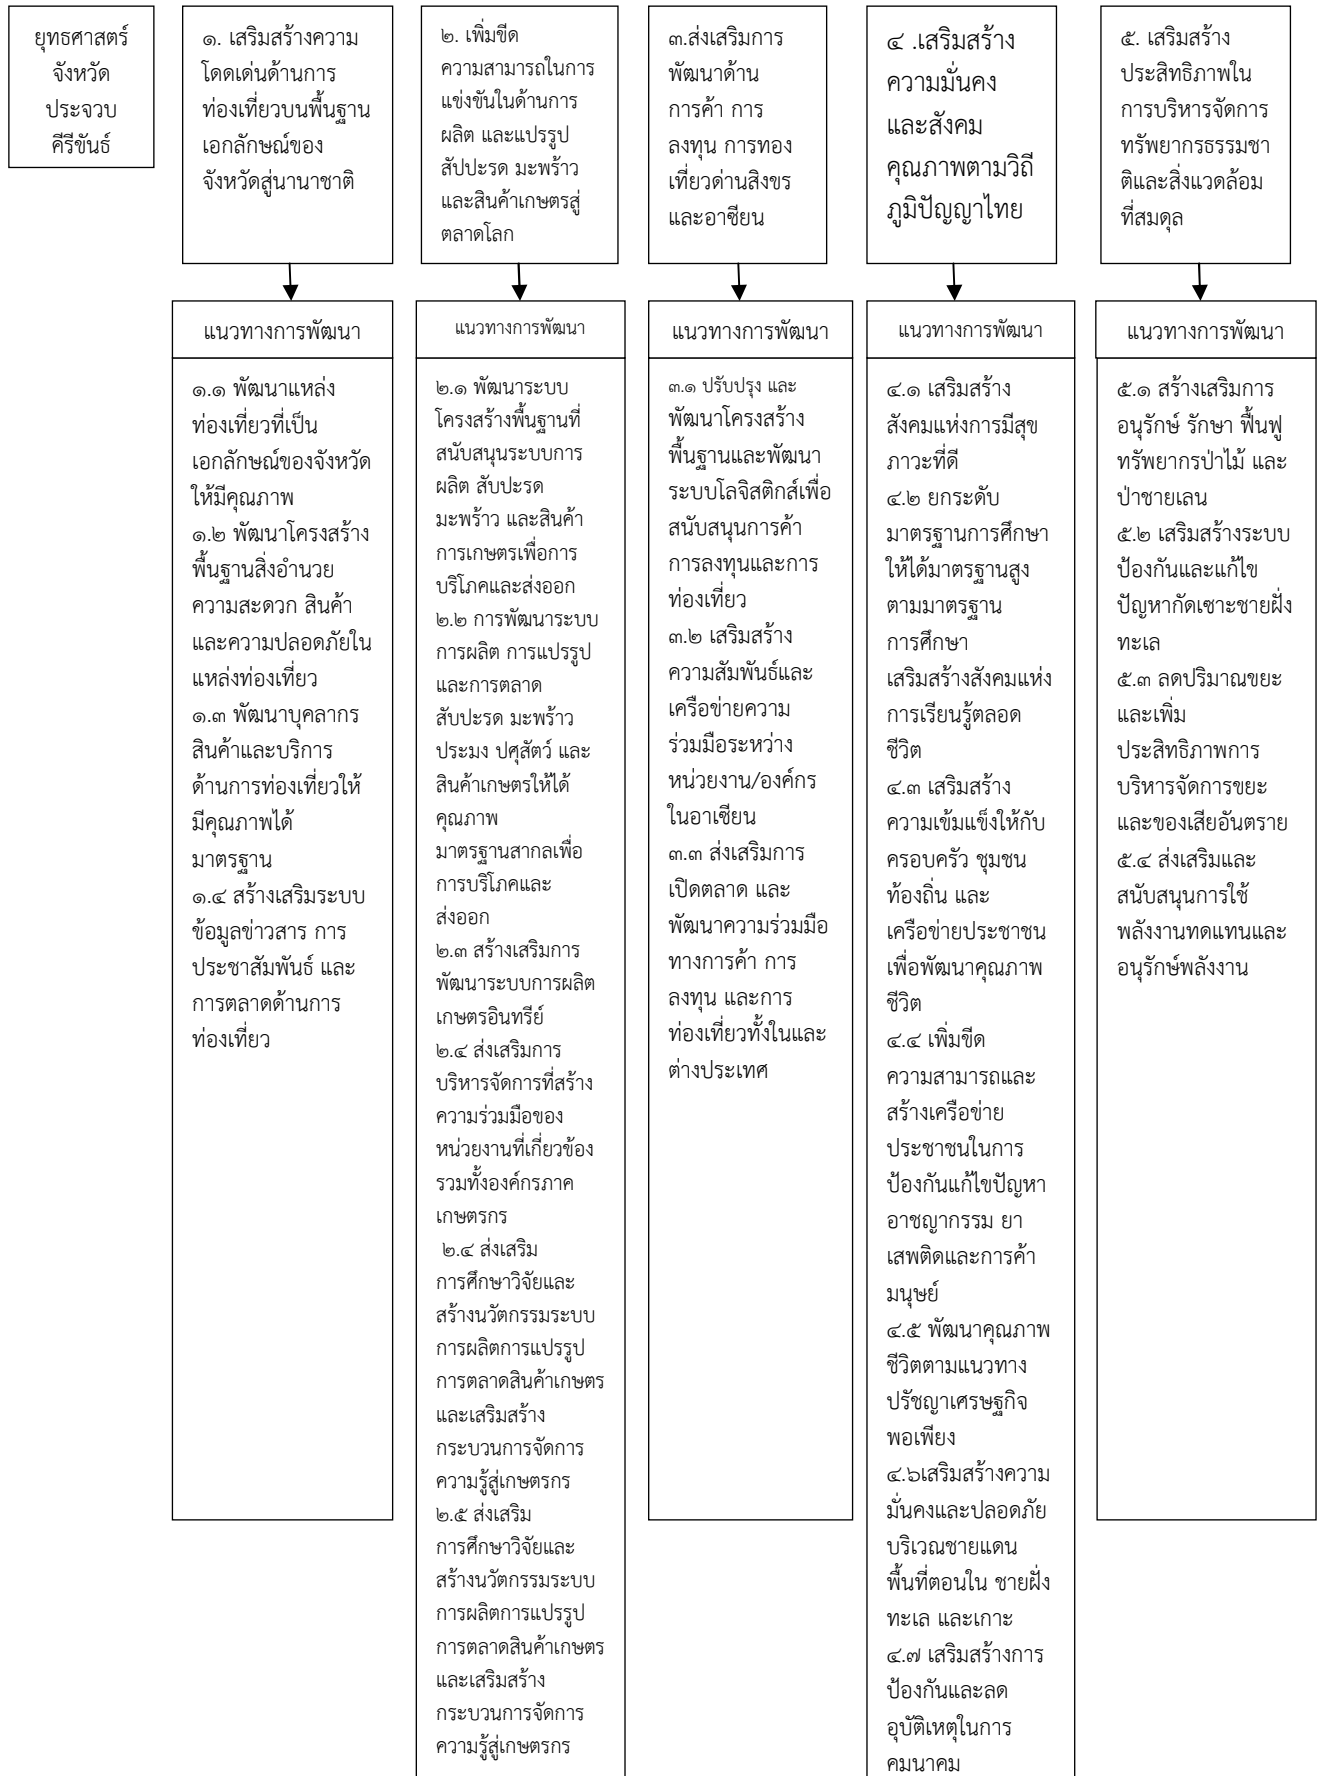 ยุทธศาสตร์
จังหวัด
ประจวบ
คีรีขันธ์
๑. เสริมสร้างความ
โดดเด่นด้านการ
ท่องเที่ยวบนพื้นฐาน
เอกลักษณ์ของ
จังหวัดสู่นานาชาติ
๒. เพิ่มขีด
ความสามารถในการ
แข่งขันในด้านการ
ผลิต และแปรรูป
สัปปะรด มะพร้าว
และสินค้าเกษตรสู่
ตลาดโลก
๓.ส่งเสริมการ
พัฒนาด้าน
การค้า การ
ลงทุน การทอง
เที่ยวด่านสิงขร
และอาซียน
๔ .เสริมสร้าง
ความมั่นคง
และสังคม
คุณภาพตามวิถี
ภูมิปัญญาไทย
๕. เสริมสร้าง
ประสิทธิภาพใน
การบริหารจัดการ
ทรัพยากรธรรมชา
ติและสิ่งแวดล้อม
ที่สมดุล
แนวทางการพัฒนา
๑.๑ พัฒนาแหล่ง
ท่องเที่ยวที่เป็น
เอกลักษณ์ของจังหวัด
ให้มีคุณภาพ
๑.๒ พัฒนาโครงสร้าง
พื้นฐานสิ่งอำนวย
ความสะดวก สินค้า
และความปลอดภัยใน
แหล่งท่องเที่ยว
๑.๓ พัฒนาบุคลากร
สินค้าและบริการ
ด้านการท่องเที่ยวให้
มีคุณภาพได้
มาตรฐาน
๑.๔ สร้างเสริมระบบ
ข้อมูลข่าวสาร การ
ประชาสัมพันธ์ และ
การตลาดด้านการ
ท่องเที่ยว
แนวทางการพัฒนา
๒.๑ พัฒนาระบบ
โครงสร้างพื้นฐานที่
สนับสนุนระบบการ
ผลิต สับปะรด
มะพร้าว และสินค้า
การเกษตรเพื่อการ
บริโภคและส่งออก
๒.๒ การพัฒนาระบบ
การผลิต การแปรรูป
และการตลาด
สับปะรด มะพร้าว
ประมง ปศุสัตว์ และ
สินค้าเกษตรให้ได้
คุณภาพ
มาตรฐานสากลเพื่อ
การบริโภคและ
ส่งออก
๒.๓ สร้างเสริมการ
พัฒนาระบบการผลิต
เกษตรอินทรีย์
๒.๔ ส่งเสริมการ
บริหารจัดการที่สร้าง
ความร่วมมือของ
หน่วยงานที่เกี่ยวข้อง
รวมทั้งองค์กรภาค
เกษตรกร
๒.๔ ส่งเสริม
การศึกษาวิจัยและ
สร้างนวัตกรรมระบบ
การผลิตการแปรรูป
การตลาดสินค้าเกษตร
และเสริมสร้าง
กระบวนการจัดการ
ความรู้สู่เกษตรกร
๒.๕ ส่งเสริม
การศึกษาวิจัยและ
สร้างนวัตกรรมระบบ
การผลิตการแปรรูป
การตลาดสินค้าเกษตร
และเสริมสร้าง
กระบวนการจัดการ
ความรู้สู่เกษตรกร
แนวทางการพัฒนา
๓.๑ ปรับปรุง และ
พัฒนาโครงสร้าง
พื้นฐานและพัฒนา
ระบบโลจิสติกส์เพื่อ
สนับสนุนการค้า
การลงทุนและการ
ท่องเที่ยว
๓.๒ เสริมสร้าง
ความสัมพันธ์และ
เครือข่ายความ
ร่วมมือระหว่าง
หน่วยงาน/องค์กร
ในอาเซียน
๓.๓ ส่งเสริมการ
เปิดตลาด และ
พัฒนาความร่วมมือ
ทางการค้า การ
ลงทุน และการ
ท่องเที่ยวทั้งในและ
ต่างประเทศ
แนวทางการพัฒนา
๔.๑ เสริมสร้าง
สังคมแห่งการมีสุข
ภาวะที่ดี
๔.๒ ยกระดับ
มาตรฐานการศึกษา
ให้ได้มาตรฐานสูง
ตามมาตรฐาน
การศึกษา
เสริมสร้างสังคมแห่ง
การเรียนรู้ตลอด
ชีวิต
๔.๓ เสริมสร้าง
ความเข้มแข็งให้กับ
ครอบครัว ชุมชน
ท้องถิ่น และ
เครือข่ายประชาชน
เพื่อพัฒนาคุณภาพ
ชีวิต
๔.๔ เพิ่มขีด
ความสามารถและ
สร้างเครือข่าย
ประชาชนในการ
ป้องกันแก้ไขปัญหา
อาชญากรรม ยา
เสพติดและการค้า
มนุษย์
๔.๕ พัฒนาคุณภาพ
ชีวิตตามแนวทาง
ปรัชญาเศรษฐกิจ
พอเพียง
๔.๖เสริมสร้างความ
มั่นคงและปลอดภัย
บริเวณชายแดน
พื้นที่ตอนใน ชายฝั่ง
ทะเล และเกาะ
๔.๗ เสริมสร้างการ
ป้องกันและลด
อุบัติเหตุในการ
คมนาคม
แนวทางการพัฒนา
๕.๑ สร้างเสริมการ
อนุรักษ์ รักษา ฟื้นฟู
ทรัพยากรป่าไม้ และ
ป่าชายเลน
๕.๒ เสริมสร้างระบบ
ป้องกันและแก้ไข
ปัญหากัดเซาะชายฝั่ง
ทะเล
๕.๓ ลดปริมาณขยะ
และเพิ่ม
ประสิทธิภาพการ
บริหารจัดการขยะ
และของเสียอันตราย
๕.๔ ส่งเสริมและ
สนับสนุนการใช้
พลังงานทดแทนและ
อนุรักษ์พลังงาน